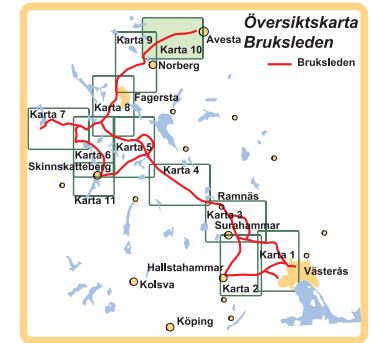 Översiktskarta
Bruksleden
Bruksleden
Karta 9
Karta 10
Avesta
Norberg
Fagersta
Karta 8
Karta 7
Karta 6
Karta 5
Skinnskatteberg
Karta 4
Karta 11
Ramnäs
Karta 3
Surahammar
Karta 1
Hallstahammar
Västerås
Kolsva
Karta 2
Köping